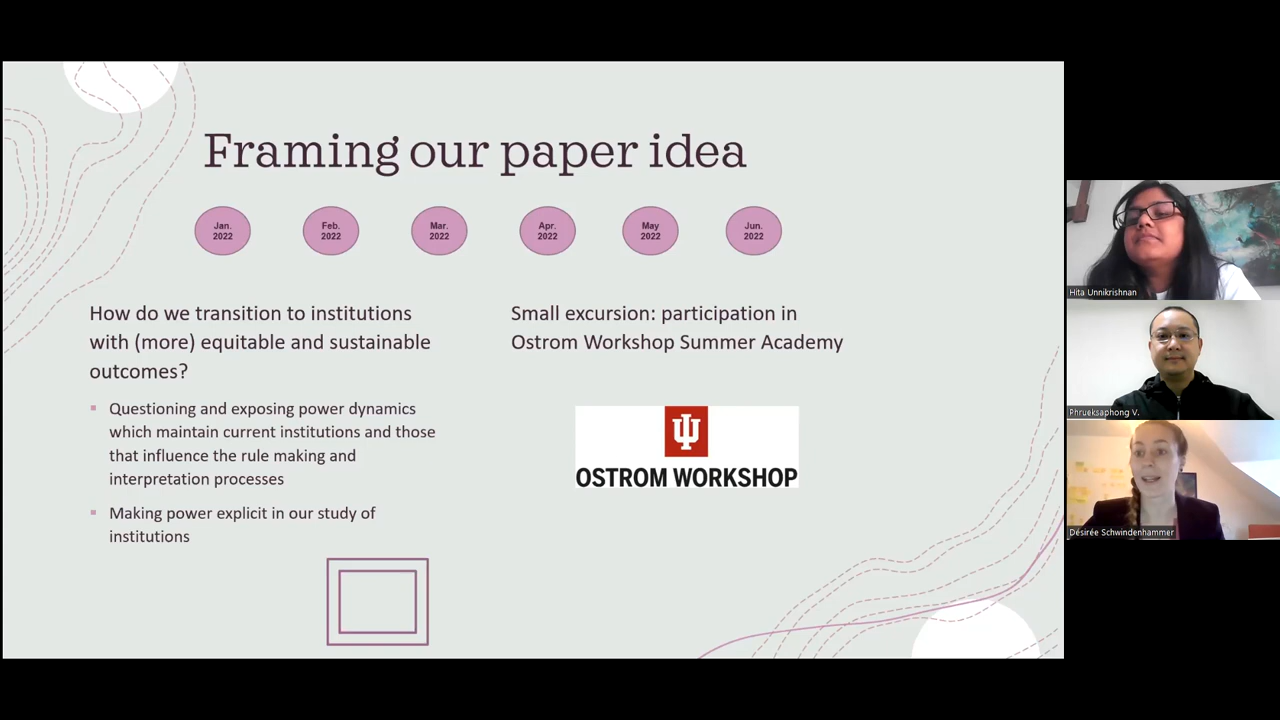 Framing our paper idea
Jan.
2022
Feb.
2022
Mar.
2022
Apr.
2022
May
2022
Jun.
2022
How do we transition to institutions
with (more) equitable and sustainable
outcomes?
▪ Questioning and exposing power dynamics
which maintain current institutions and those
that influence the rule making and
interpretation processes
▪ Making power explicit in our study of
institutions
Small excursion: participation in
Ostrom Workshop Summer Academy
OSTROM WORKSHOP
Hita Unnikrishnan
Phrueksaphong V.
Désirée Schwindenhammer